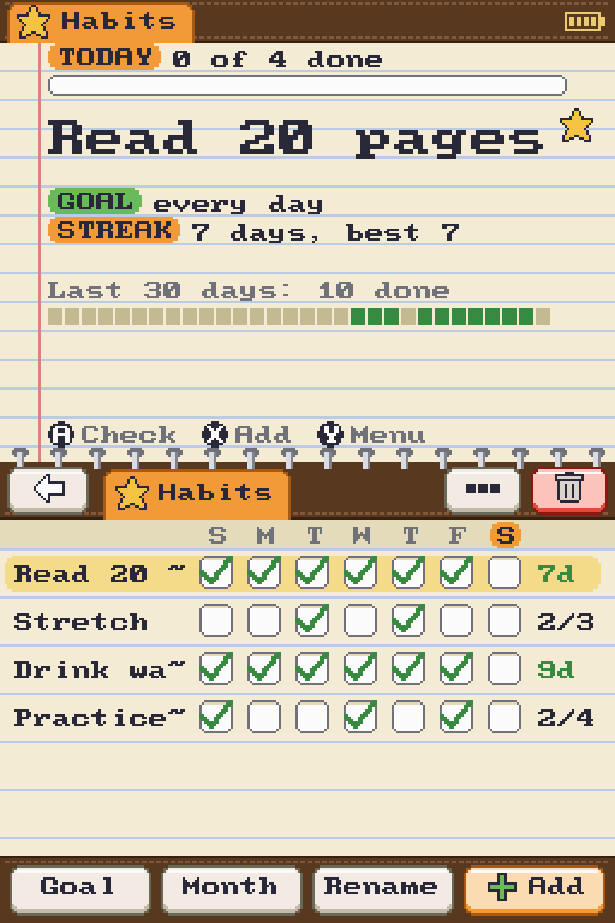 Habits
TODAY 0 of 4 done
Read 20 pages
GOAL every day
STREAK 7 days, best 7
Last 30 days: 10 done
A Check X Add Y Menu
Habits
S M T W T F S
Read 20 ~ 7d
Stretch 2/3
Drink wa~ 9d
Practice~ 2/4
Goal Month Rename Add